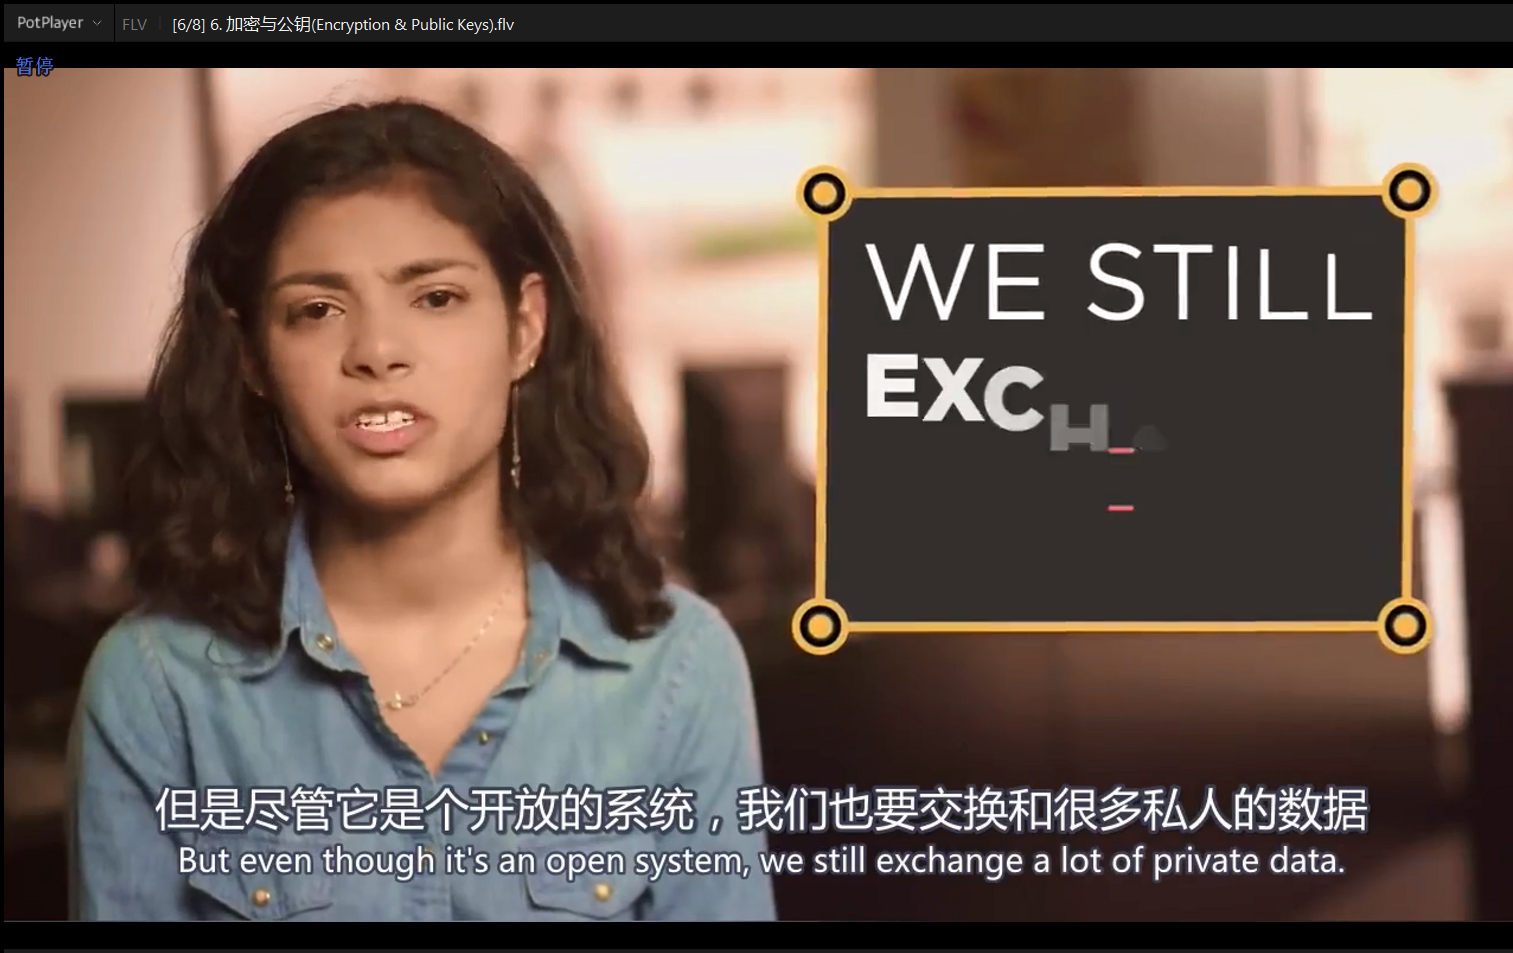 PotPlayer FLV [6/8] 6. 加密与公钥(Encryption & Public Keys).flv
暂停
WE STILL
EXCH
但是尽管它是个开放的系统，我们也要交换和很多私人的数据
But even though it's an open system, we still exchange a lot of private data.